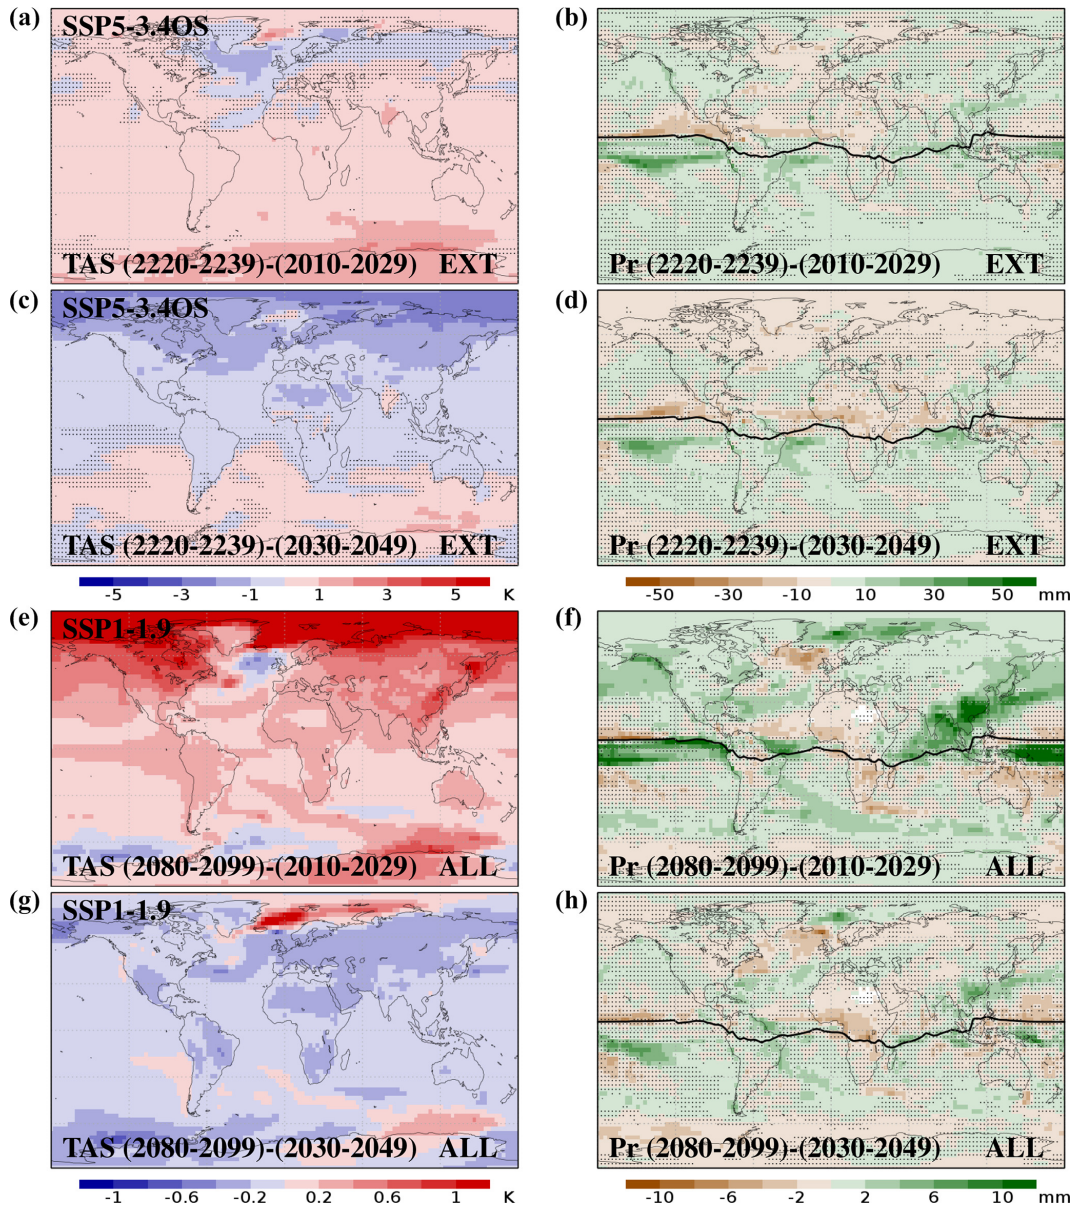 (a) SSP5-3.4OS
TAS (2220-2239)-(2010-2029) EXT
(b)
Pr (2220-2239)-(2010-2029) EXT
(c) SSP5-3.4OS
TAS (2220-2239)-(2030-2049) EXT
(d)
Pr (2220-2239)-(2030-2049) EXT
-5 -3 -1 1 3 5 K
-50 -30 -10 10 30 50 mm
(e) SSP1-1.9
TAS (2080-2099)-(2010-2029) ALL
(f)
Pr (2080-2099)-(2010-2029) ALL
(g) SSP1-1.9
TAS (2080-2099)-(2030-2049) ALL
(h)
Pr (2080-2099)-(2030-2049) ALL
-1 -0.6 -0.2 0.2 0.6 1 K
-10 -6 -2 2 6 10 mm